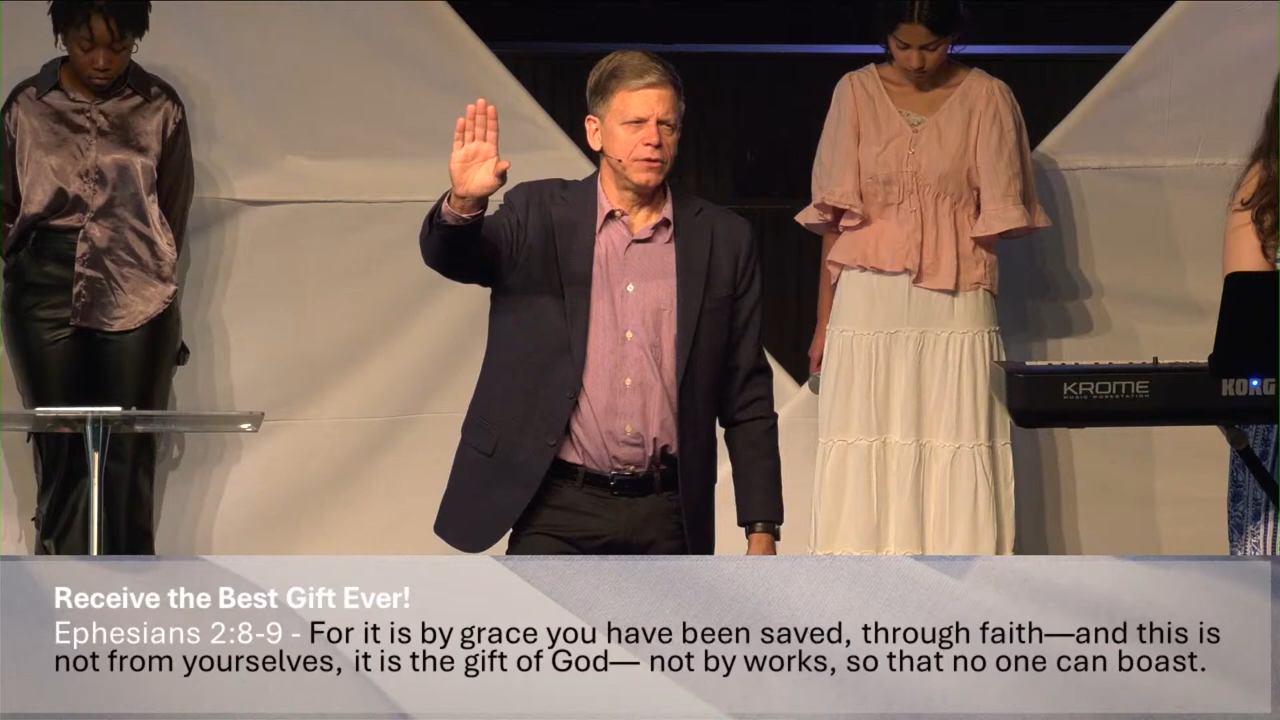 KROME
MUSIC WORKSTATION
KORG
Receive the Best Gift Ever!
Ephesians 2:8-9 - For it is by grace you have been saved, through faith—and this is
not from yourselves, it is the gift of God— not by works, so that no one can boast.